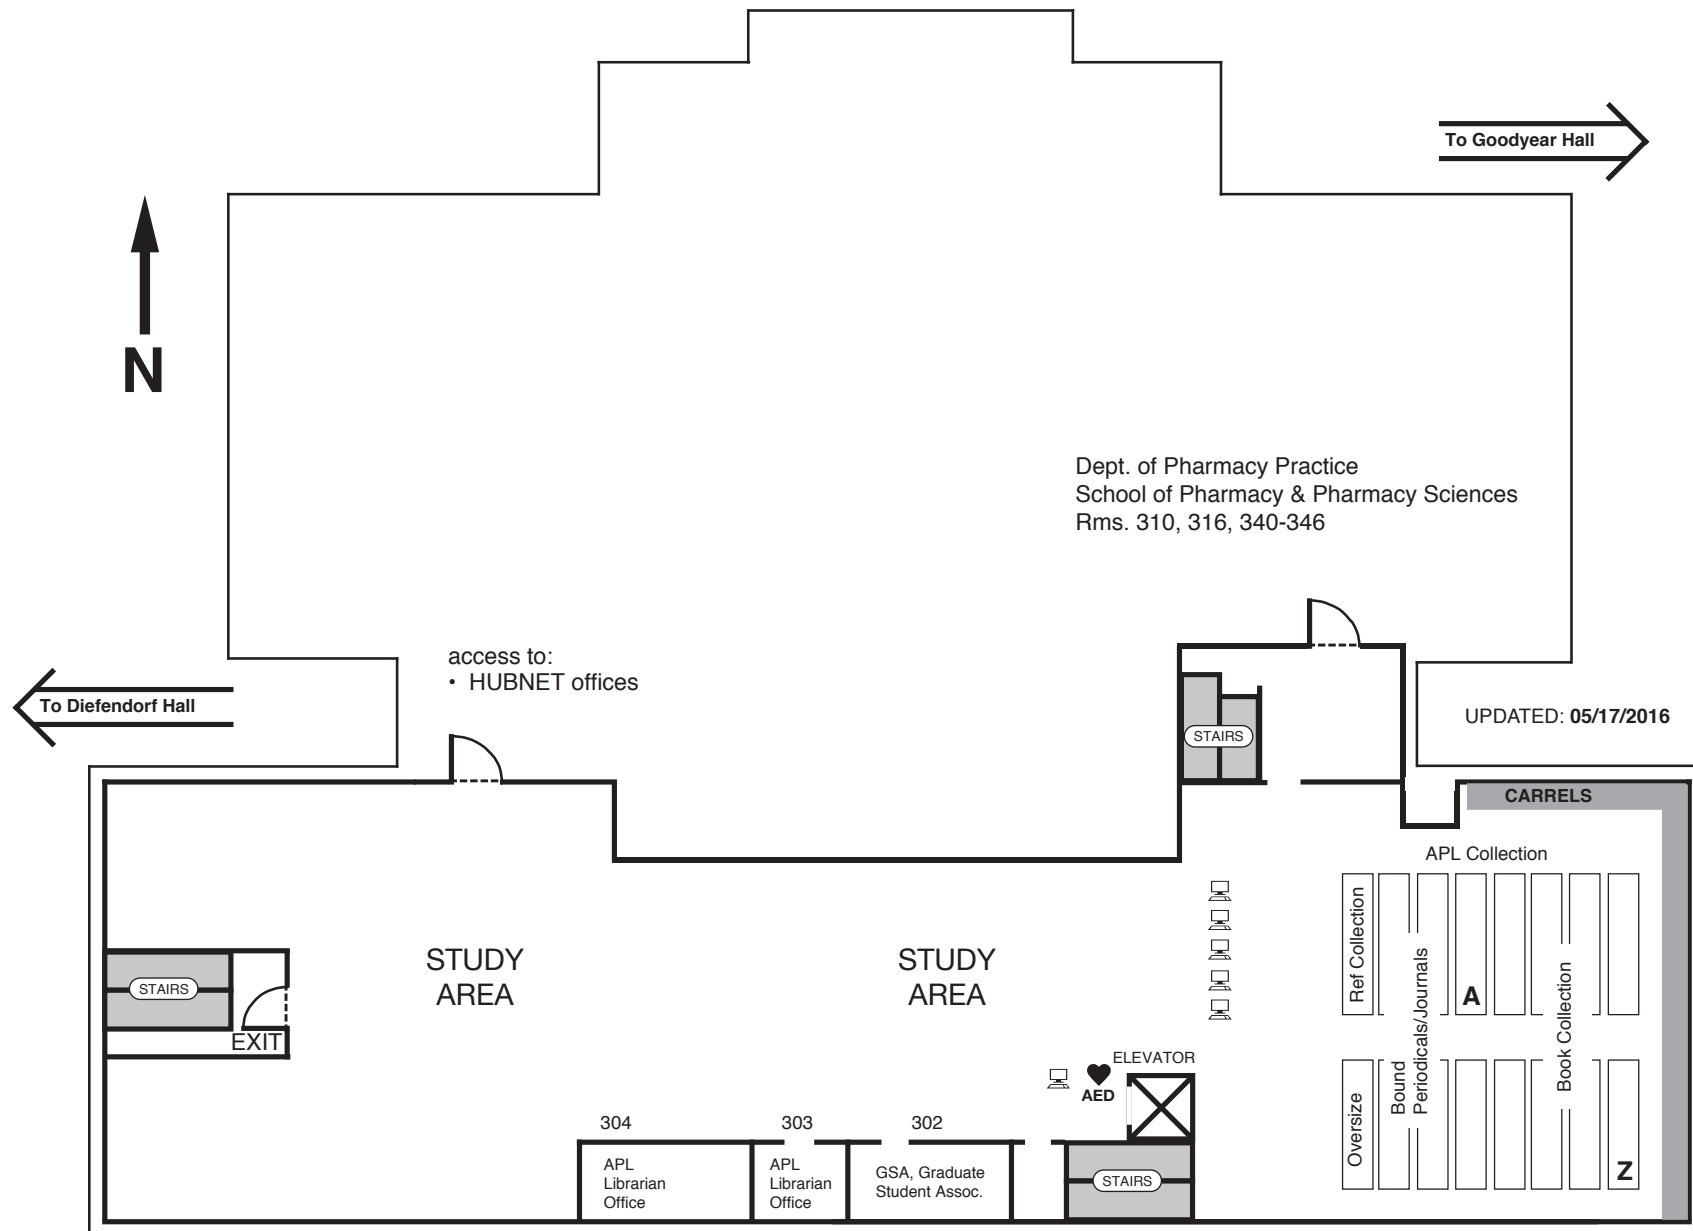 To Goodyear Hall
N
Dept. of Pharmacy Practice
School of Pharmacy & Pharmacy Sciences
Rms. 310, 316, 340-346
access to:
• HUBNET offices
To Diefendorf Hall
STAIRS
UPDATED: 05/17/2016
CARRELS
APL Collection
Ref Collection
Bound
Periodicals/Journals
A
Book Collection
Oversize
Z
STUDY
AREA
STUDY
AREA
STAIRS
EXIT
ELEVATOR
AED
304
303
302
APL
Librarian
Office
APL
Librarian
Office
GSA, Graduate
Student Assoc.
STAIRS